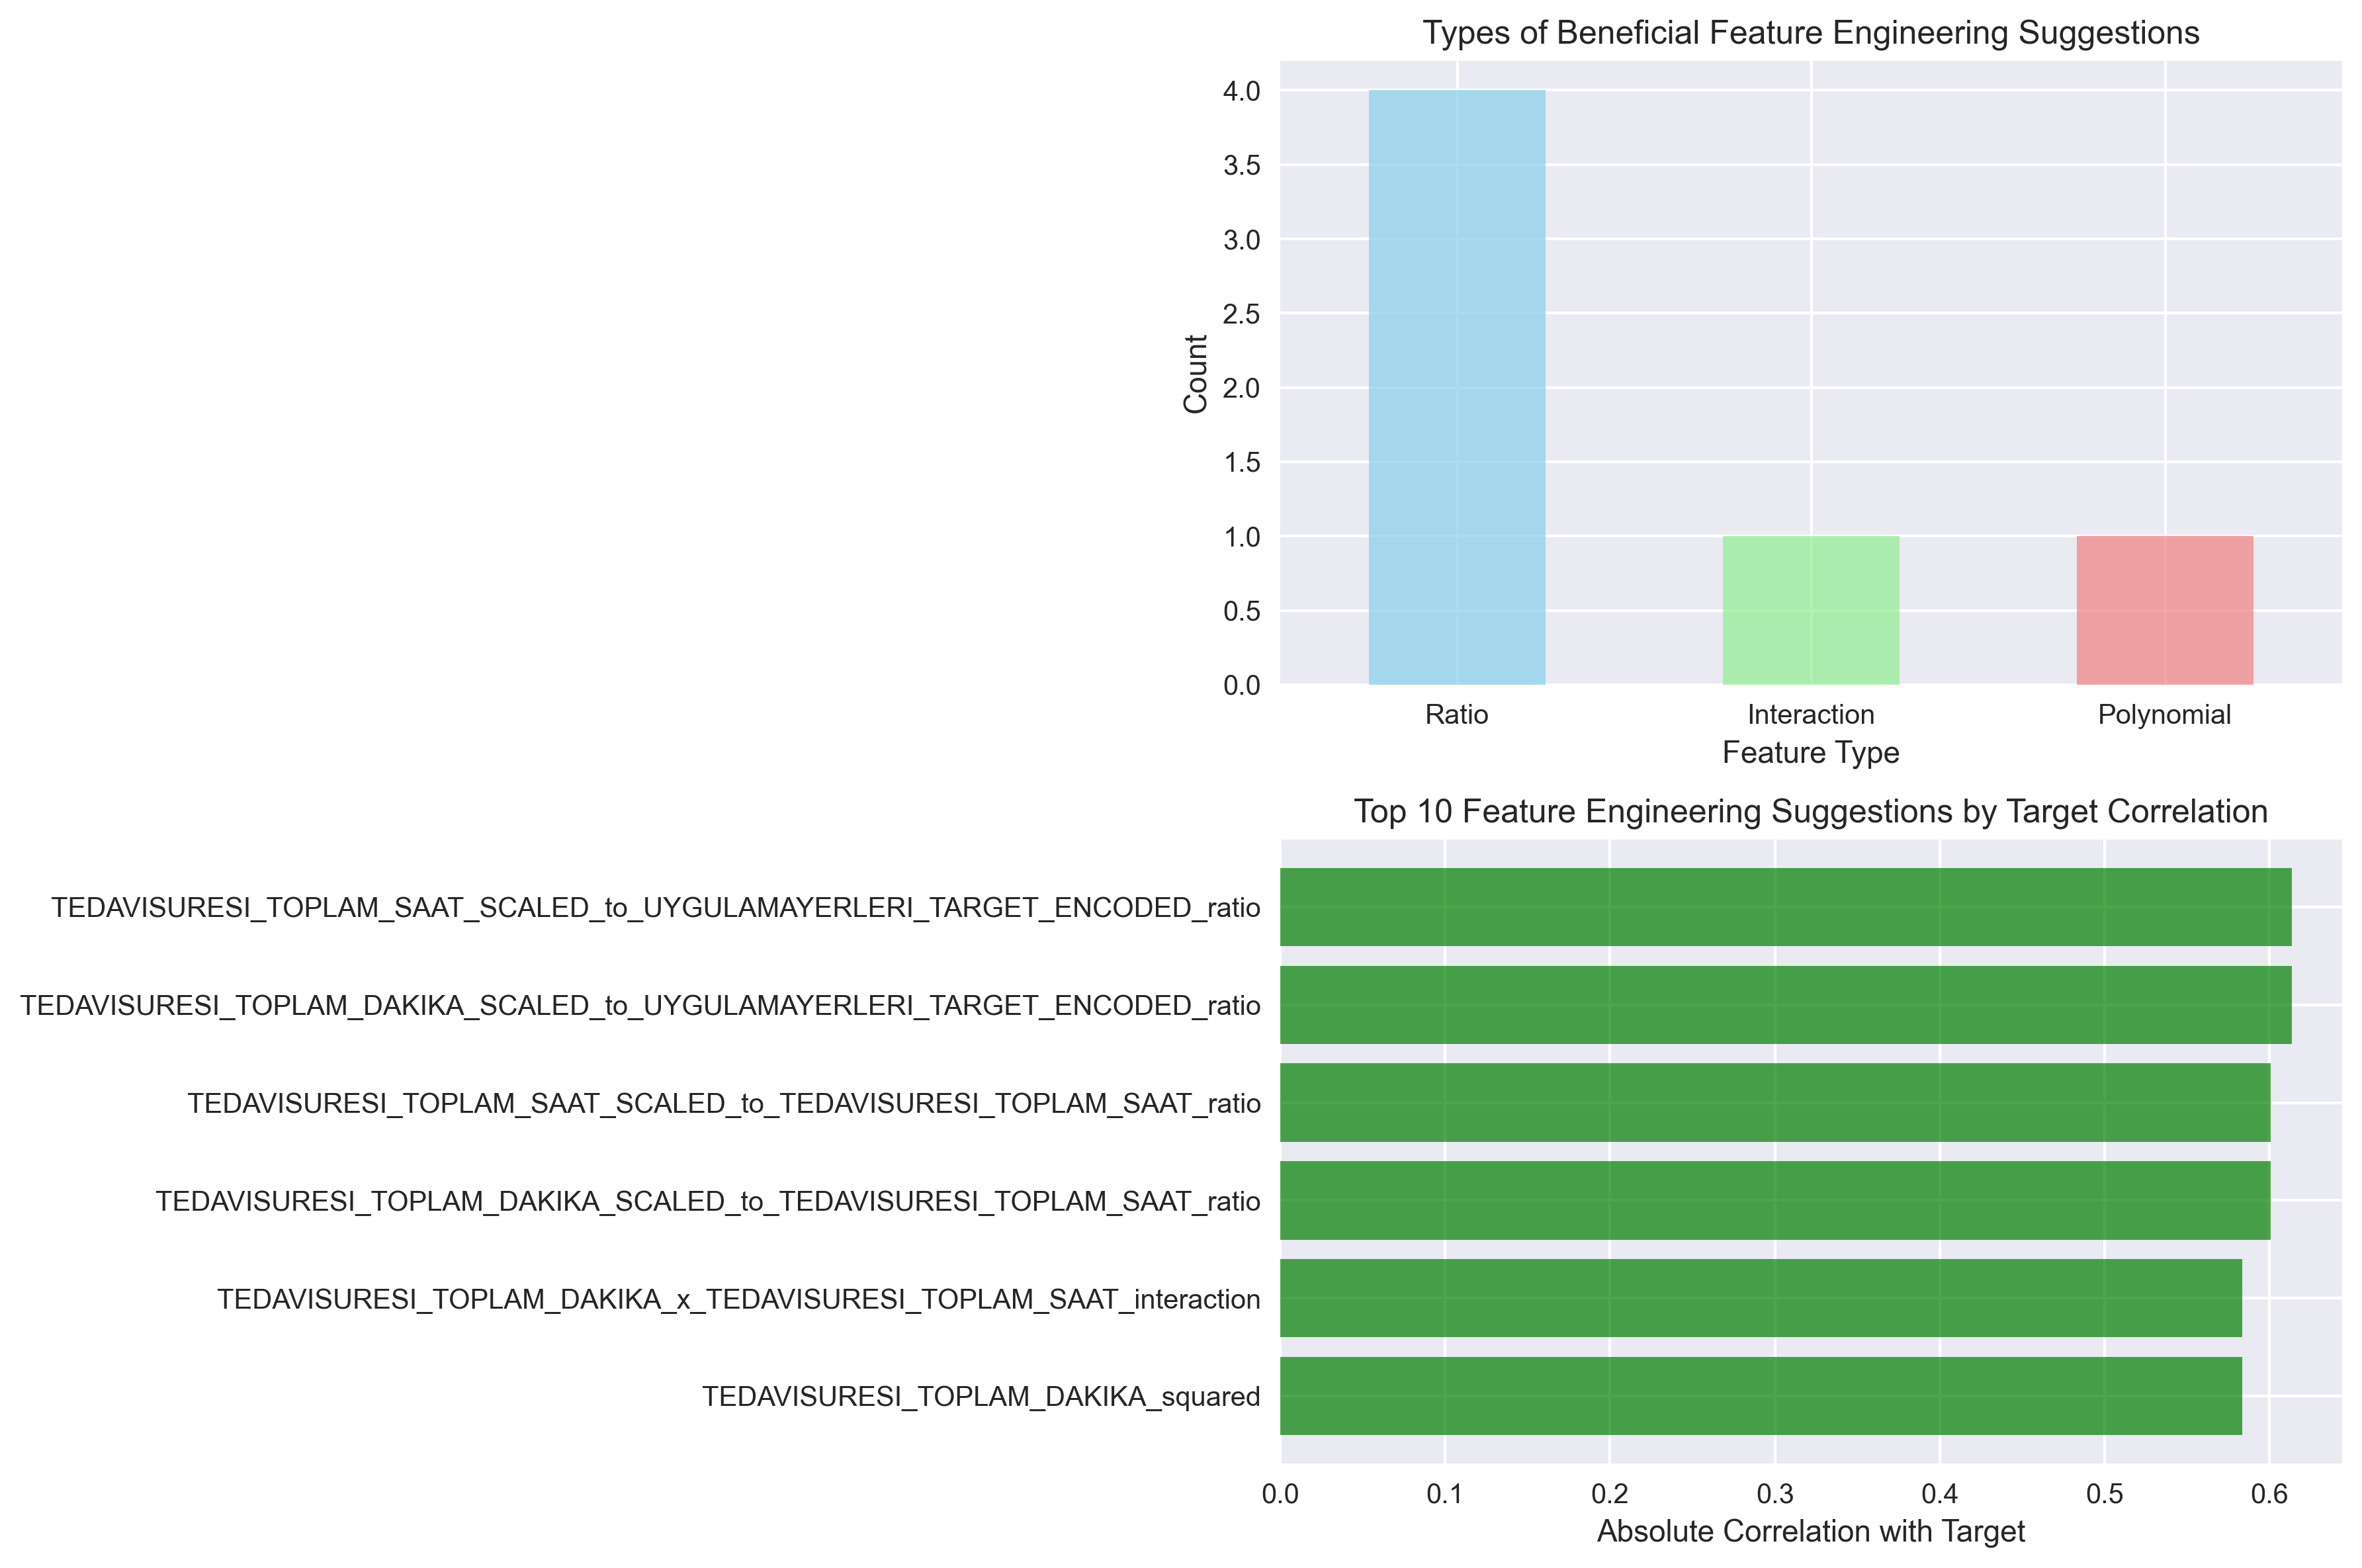 Types of Beneficial Feature Engineering Suggestions
4.0
3.5
3.0
2.5
2.0
1.5
1.0
0.5
0.0
Count
Ratio
Interaction
Polynomial
Feature Type
Top 10 Feature Engineering Suggestions by Target Correlation
TEDAVISURESI_TOPLAM_SAAT_SCALED_to_UYGULAMAYERLERI_TARGET_ENCODED_ratio
TEDAVISURESI_TOPLAM_DAKIKA_SCALED_to_UYGULAMAYERLERI_TARGET_ENCODED_ratio
TEDAVISURESI_TOPLAM_SAAT_SCALED_to_TEDAVISURESI_TOPLAM_SAAT_ratio
TEDAVISURESI_TOPLAM_DAKIKA_SCALED_to_TEDAVISURESI_TOPLAM_SAAT_ratio
TEDAVISURESI_TOPLAM_DAKIKA_x_TEDAVISURESI_TOPLAM_SAAT_interaction
TEDAVISURESI_TOPLAM_DAKIKA_squared
0.0 0.1 0.2 0.3 0.4 0.5 0.6
Absolute Correlation with Target